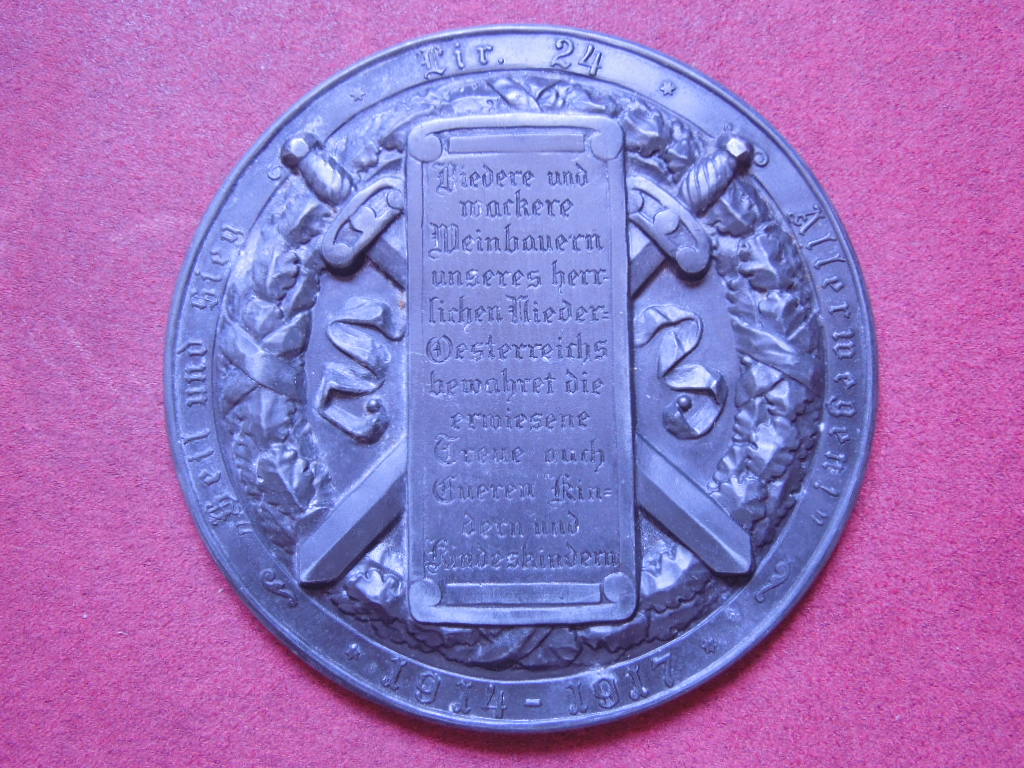 Lir. 24
"Heil und Sieg
Allerwegen!"
Biedere und
wackere
Weinbauern
unseres herr-
lichen Nieder-
Oesterreichs
bewahret die
erwiesene
Treue auch
Eueren Kin=
dern und
Kindeskindern
1914 - 1917